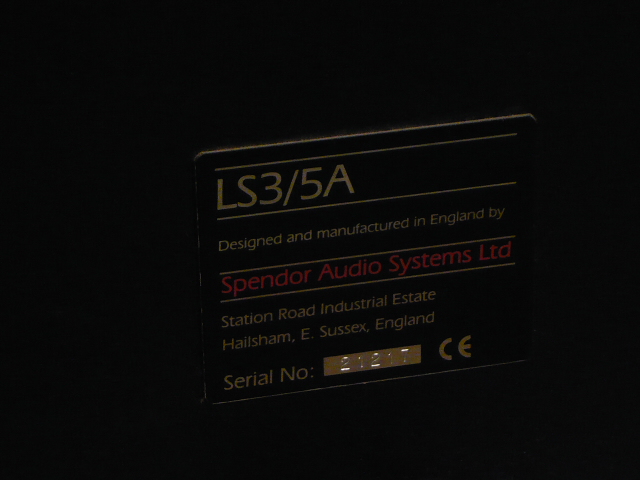 LS3/5A
Designed and manufactured in England by
Spendor Audio Systems Ltd
Station Road Industrial Estate
Hailsham, E. Sussex, England
Serial No: 21217 CE